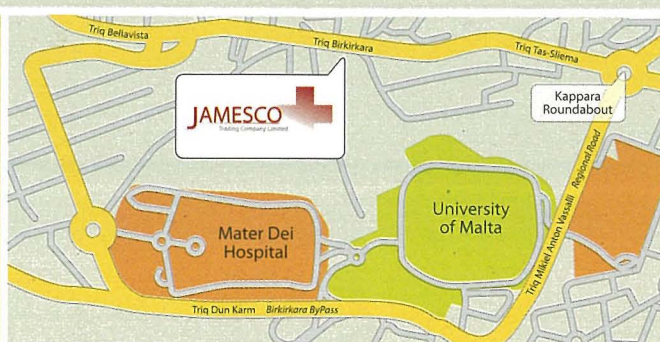 Triq Bellavista
Triq Birkirkara
Triq Tas-Sliema
JAMESCO
Trading Company Limited
Kappara
Roundabout
University
of Malta
Mater Dei
Hospital
Triq Mikiel Anton Vassalli Regional Road
Triq Dun Karm Birkirkara ByPass